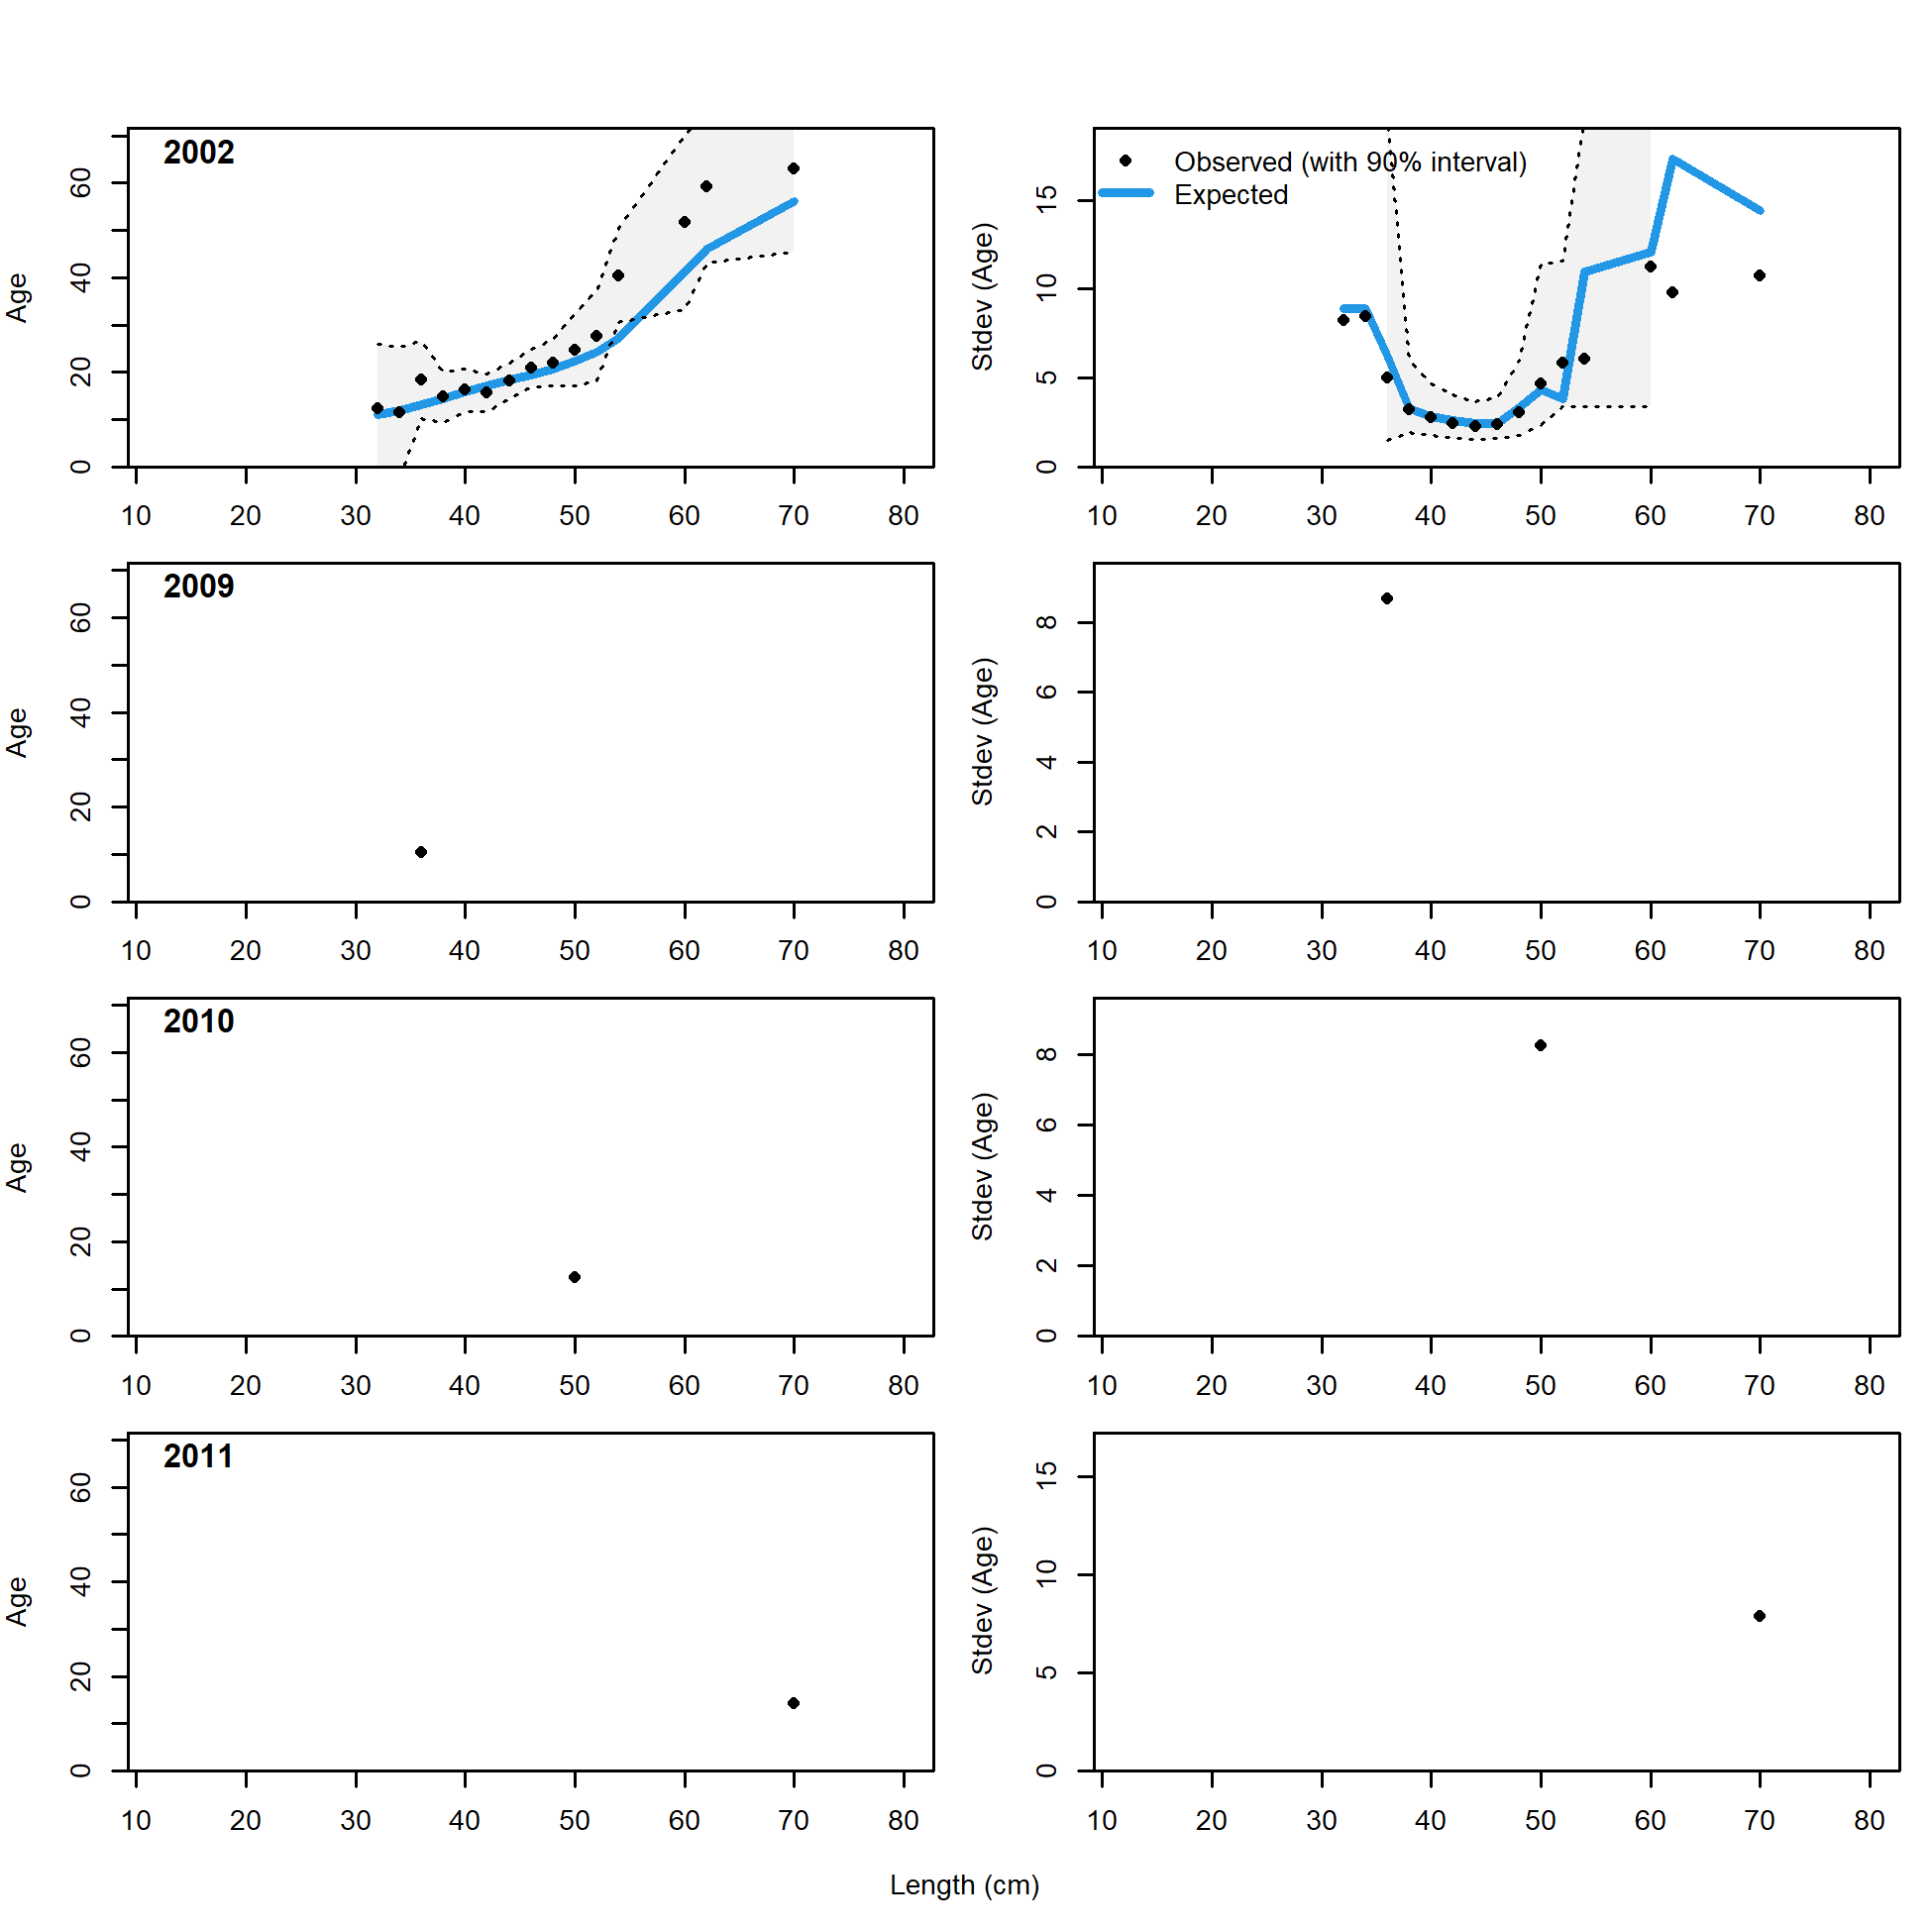 2002
Age
0 20 40 60
10 20 30 40 50 60 70 80
Observed (with 90% interval)
Expected
Stdev (Age)
0 5 10 15
10 20 30 40 50 60 70 80
2009
Age
0 20 40 60
10 20 30 40 50 60 70 80
Stdev (Age)
0 2 4 6 8
10 20 30 40 50 60 70 80
2010
Age
0 20 40 60
10 20 30 40 50 60 70 80
Stdev (Age)
0 2 4 6 8
10 20 30 40 50 60 70 80
2011
Age
0 20 40 60
10 20 30 40 50 60 70 80
Stdev (Age)
0 5 10 15
10 20 30 40 50 60 70 80
Length (cm)